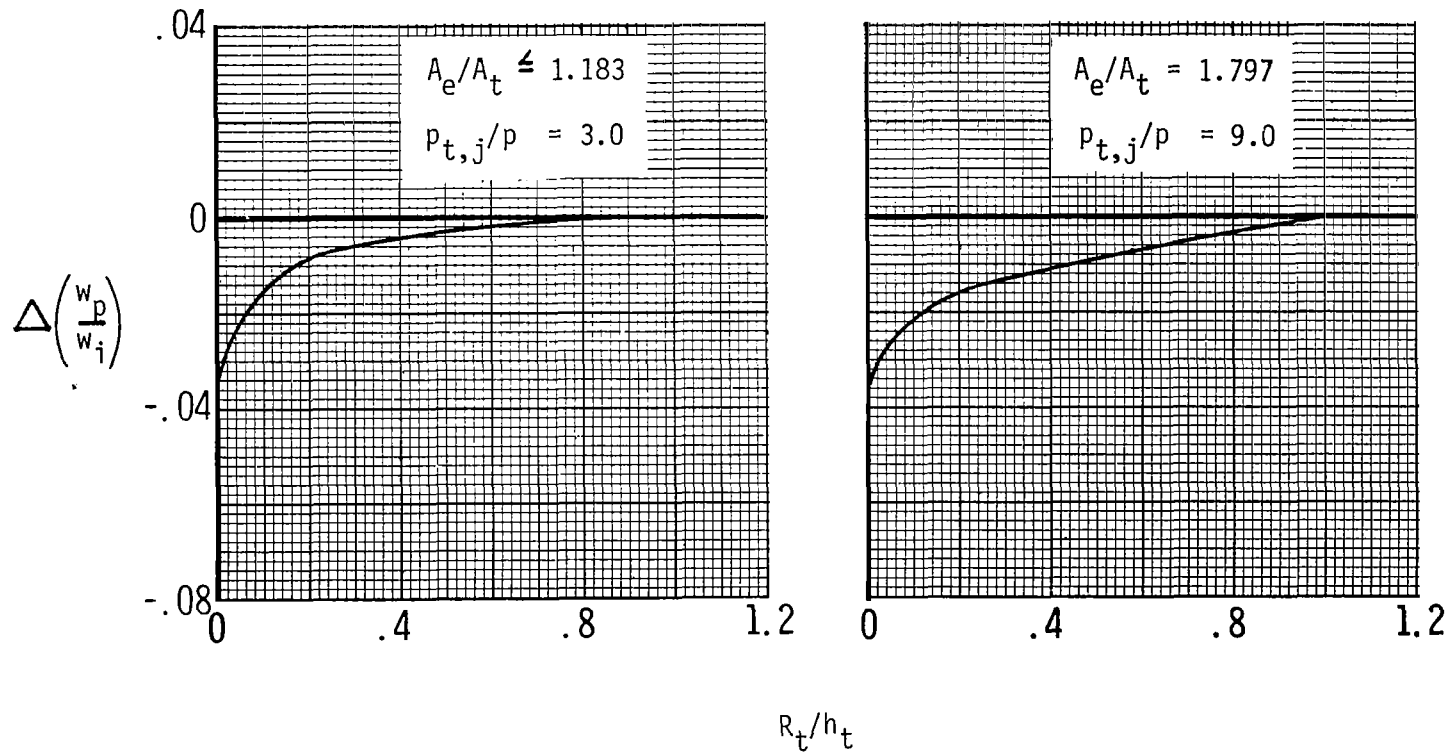 .04
0
-.04
-.08
Δ(w_p/w_i)
A_e/A_t ≦ 1.183
p_t,j/p = 3.0
0 .4 .8 1.2
A_e/A_t = 1.797
p_t,j/p = 9.0
0 .4 .8 1.2
R_t/h_t